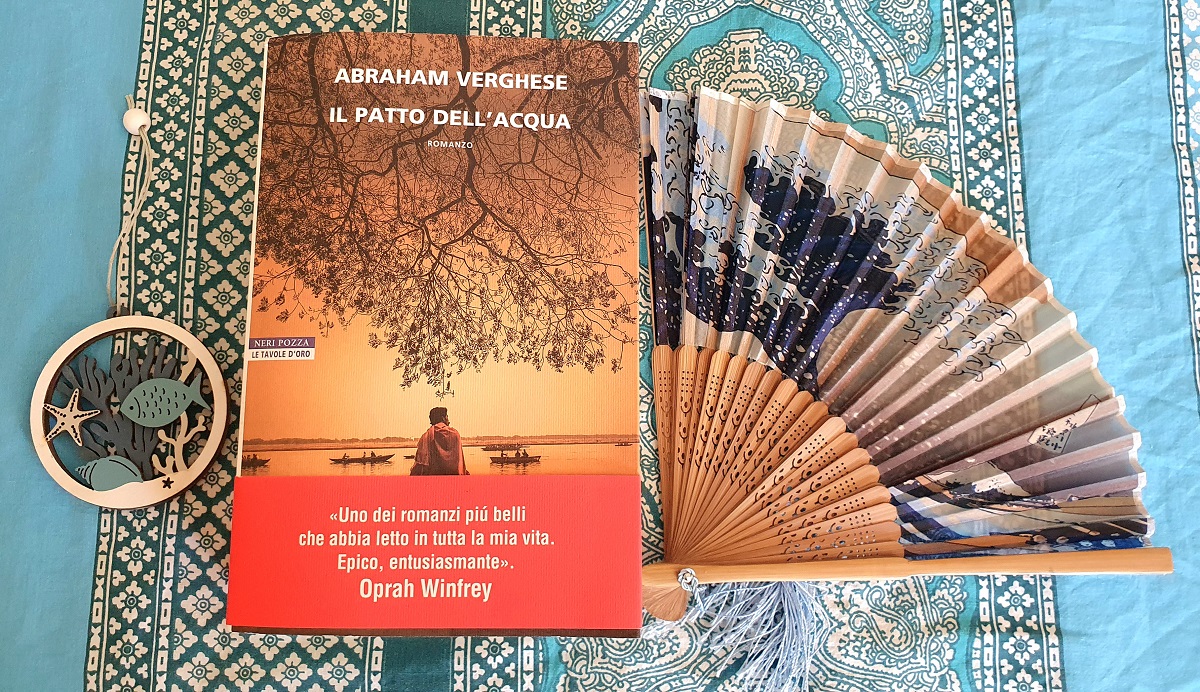 ABRAHAM VERGHESE
IL PATTO DELL'ACQUA
ROMANZO
NERI POZZA
LE TAVOLE D'ORO
«Uno dei romanzi piú belli
che abbia letto in tutta la mia vita.
Epico, entusiasmante».
Oprah Winfrey